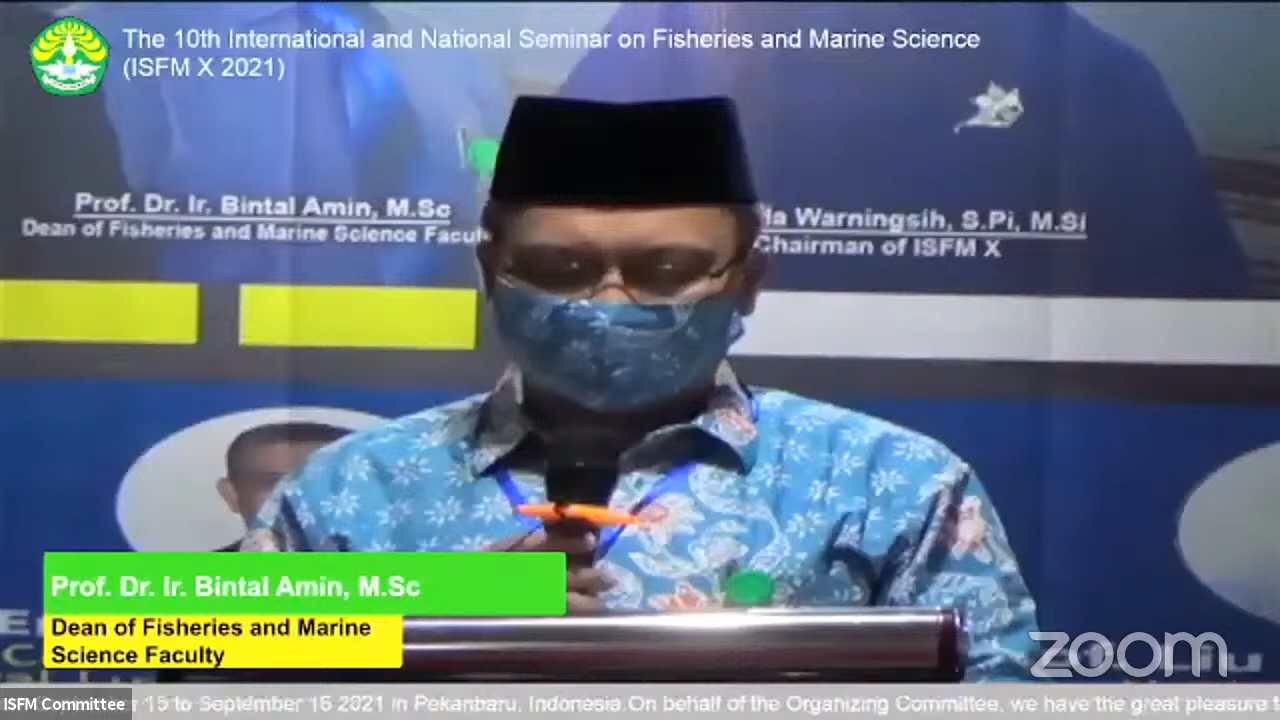 The 10th International and National Seminar on Fisheries and Marine Science
(ISFM X 2021)
Prof. Dr. Ir. Bintal Amin, M.Sc
Dean of Fisheries and Marine Science
Warningsih, S.Pi, M.Si
Chairman of ISFM X
Prof. Dr. Ir. Bintal Amin, M.Sc
Dean of Fisheries and Marine
Science Faculty
zoom
ISFM Committee
to September 16 2021 in Pekanbaru, Indonesia.On behalf of the Organizing Committee, we have the great pleasure